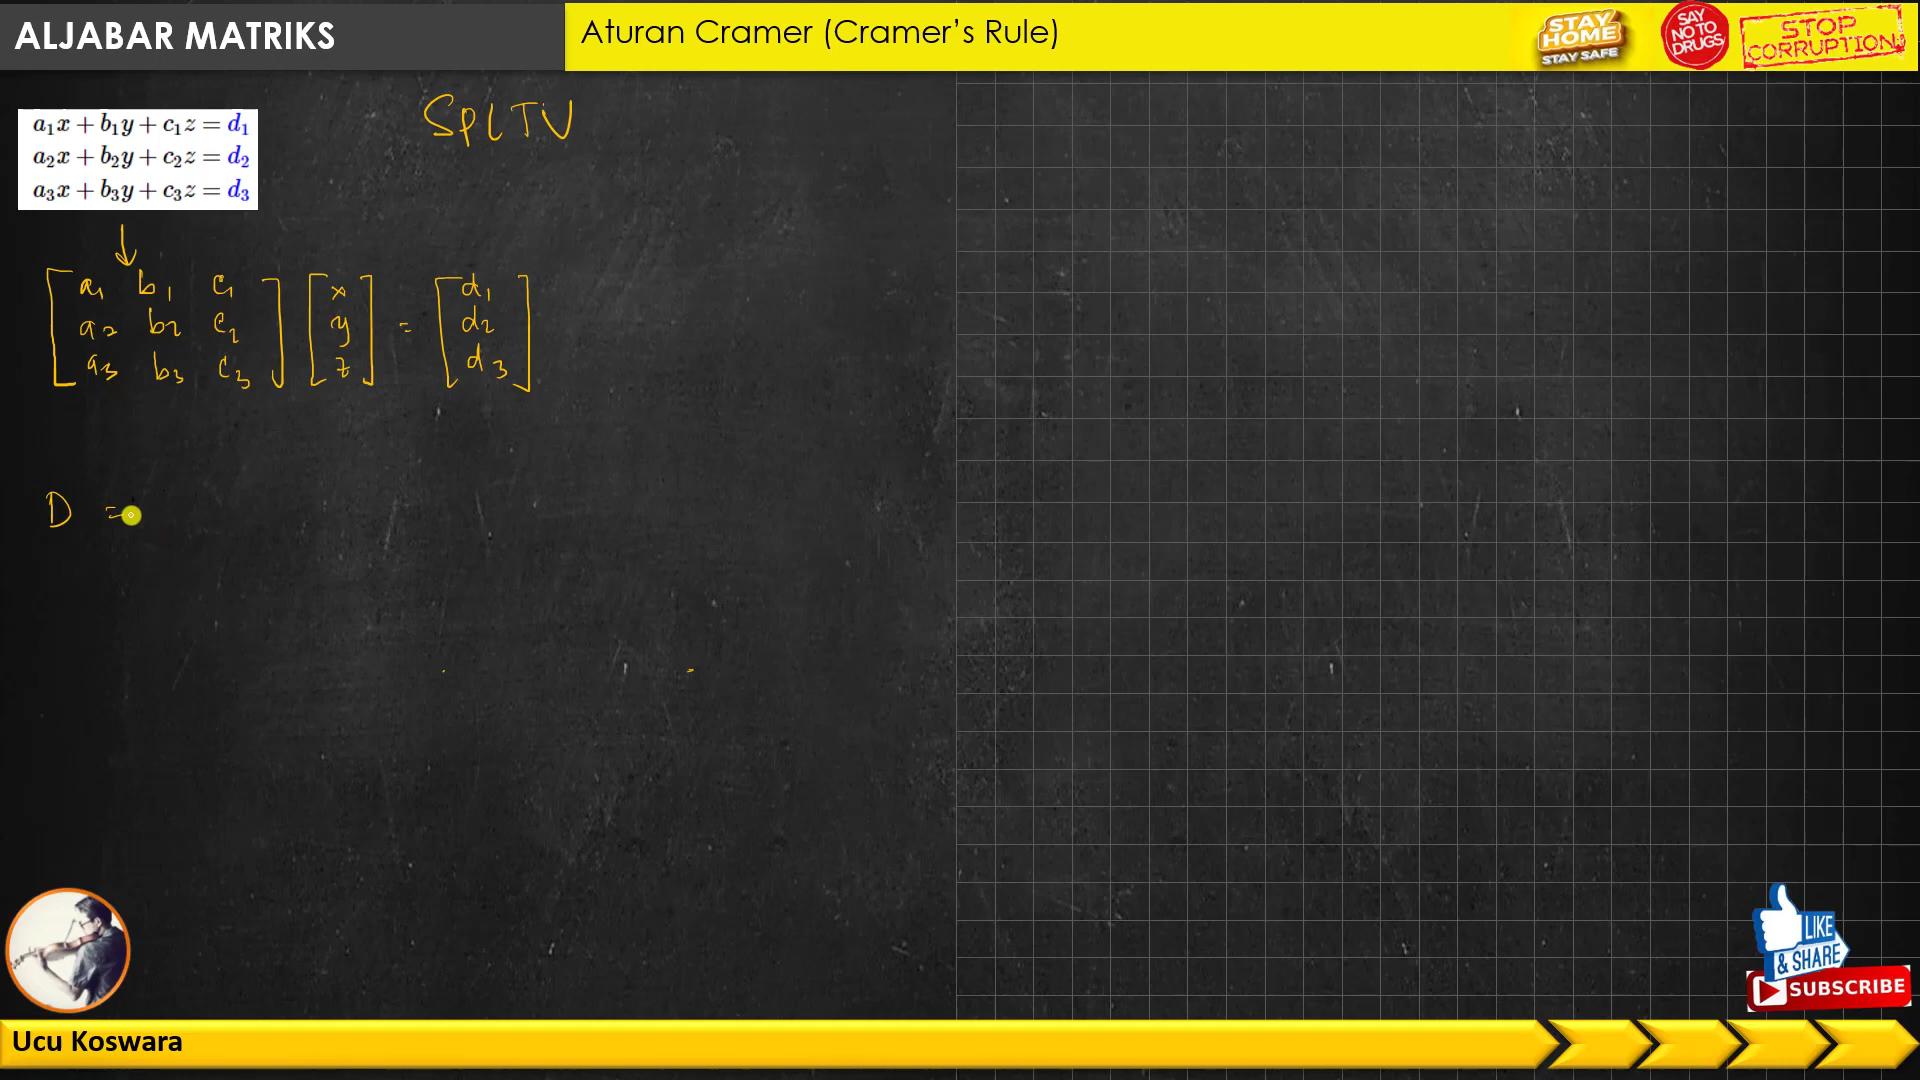 ALJABAR MATRIKS
Aturan Cramer (Cramer's Rule)
STAY HOME STAY SAFE
SAY NO TO DRUGS
STOP CORRUPTION
SPLTV
a₁x + b₁y + c₁z = d₁
a₂x + b₂y + c₂z = d₂
a₃x + b₃y + c₃z = d₃
↓
a₁ b₁ c₁ x d₁
a₂ b₂ c₂ y = d₂
a₃ b₃ c₃ z d₃
D =
LIKE & SHARE
SUBSCRIBE
Ucu Koswara